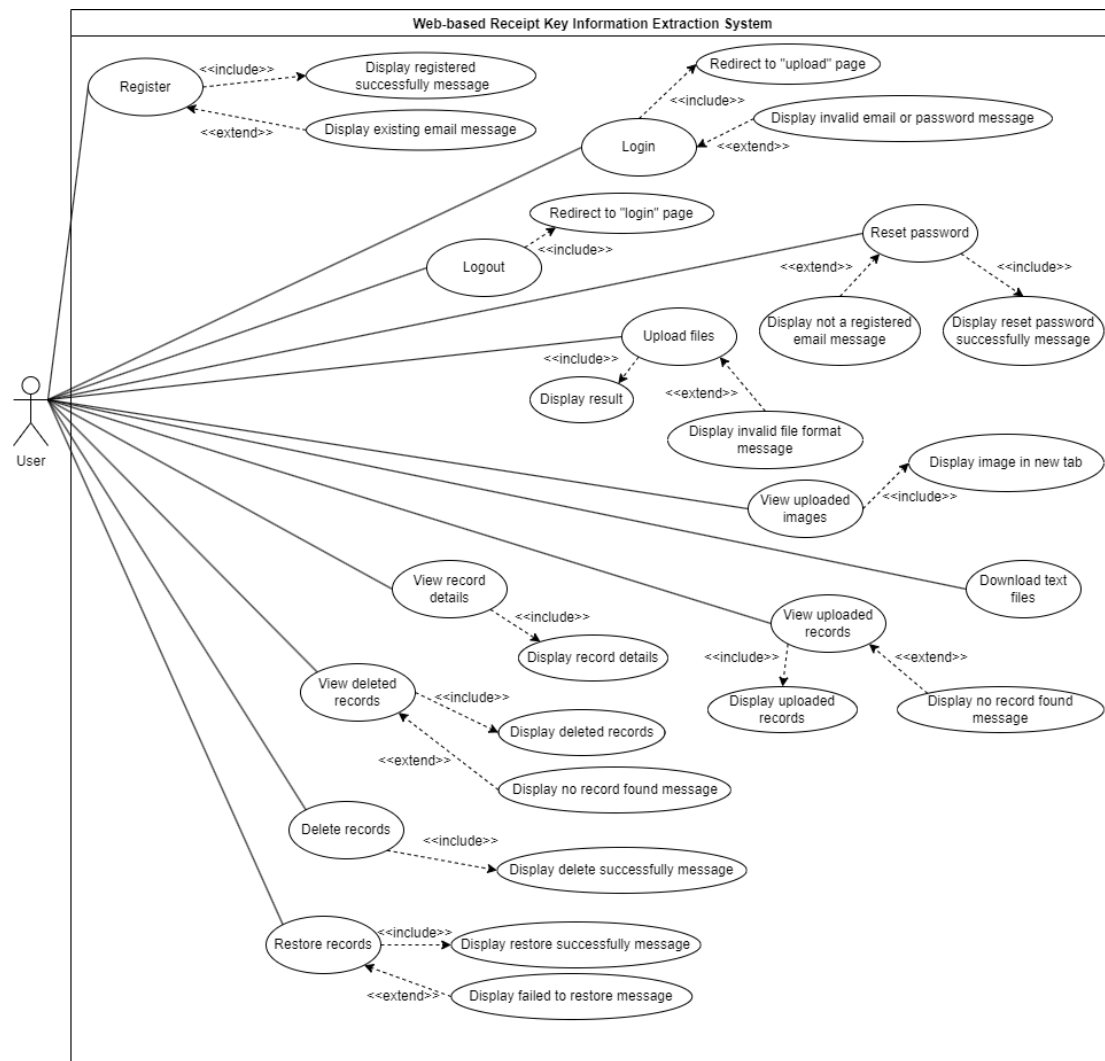 Web-based Receipt Key Information Extraction System
Register
<<include>>
Display registered
successfully message
<<extend>>
Display existing email message
Redirect to "upload" page
<<include>>
Display invalid email or password message
<<extend>>
Login
Redirect to "login" page
<<include>>
Logout
Reset password
<<extend>>
<<include>>
Display not a registered
email message
Display reset password
successfully message
Upload files
<<include>>
Display result
<<extend>>
Display invalid file format
message
User
Display image in new tab
<<include>>
View uploaded
images
Download text
files
View record
details
<<include>>
Display record details
View uploaded
records
<<include>>
<<extend>>
Display uploaded
records
Display no record found
message
View deleted
records
<<include>>
Display deleted records
<<extend>>
Display no record found message
Delete records
<<include>>
Display delete successfully message
Restore records
<<include>>
Display restore successfully message
<<extend>>
Display failed to restore message